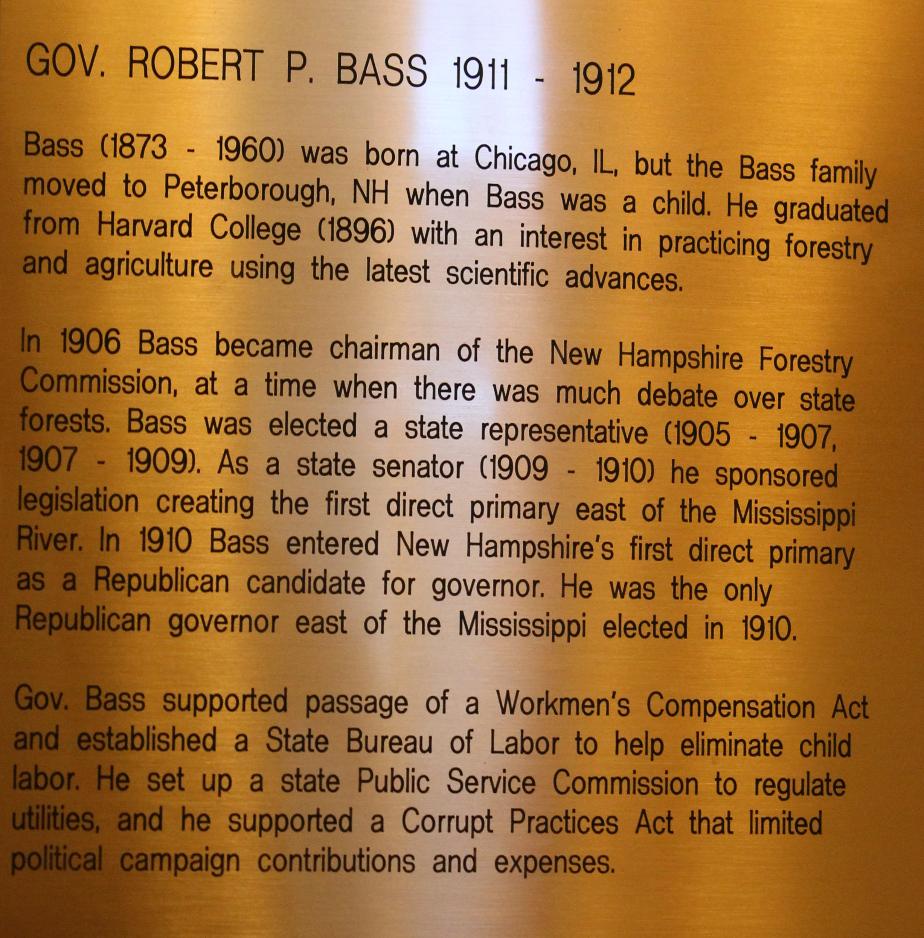 GOV. ROBERT P. BASS 1911 - 1912
Bass (1873 - 1960) was born at Chicago, IL, but the Bass family
moved to Peterborough, NH when Bass was a child. He graduated
from Harvard College (1896) with an interest in practicing forestry
and agriculture using the latest scientific advances.
In 1906 Bass became chairman of the New Hampshire Forestry
Commission, at a time when there was much debate over state
forests. Bass was elected a state representative (1905 - 1907,
1907 - 1909). As a state senator (1909 - 1910) he sponsored
legislation creating the first direct primary east of the Mississippi
River. In 1910 Bass entered New Hampshire's first direct primary
as a Republican candidate for governor. He was the only
Republican governor east of the Mississippi elected in 1910.
Gov. Bass supported passage of a Workmen's Compensation Act
and established a State Bureau of Labor to help eliminate child
labor. He set up a state Public Service Commission to regulate
utilities, and he supported a Corrupt Practices Act that limited
political campaign contributions and expenses.